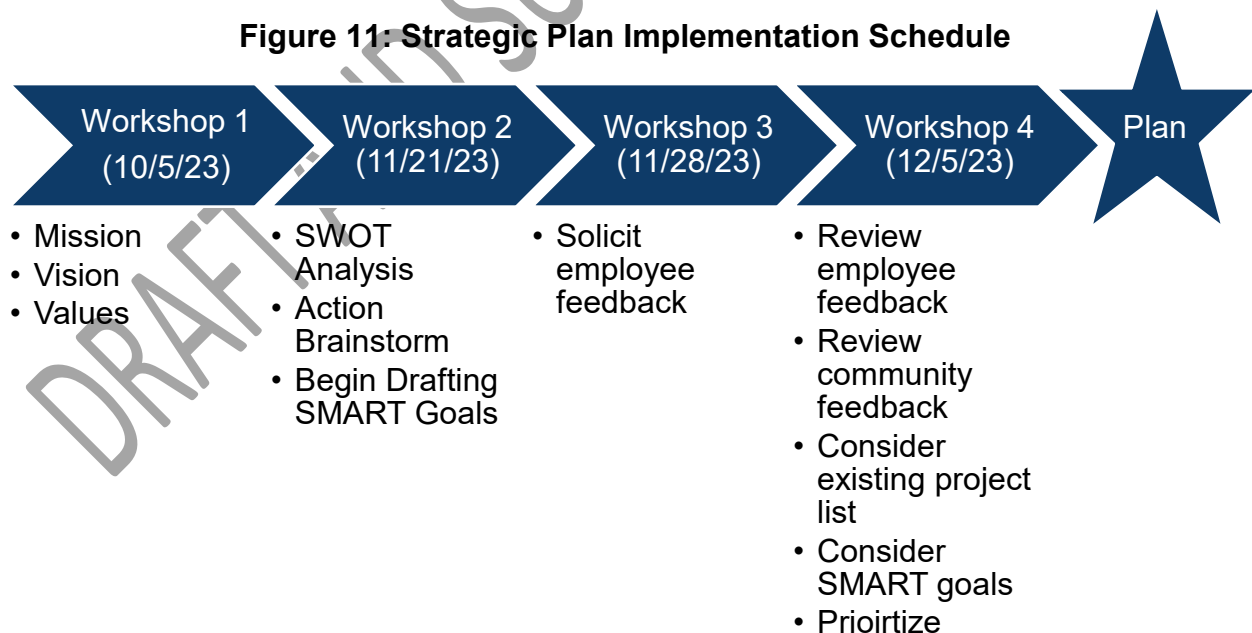 Figure 11: Strategic Plan Implementation Schedule
Workshop 1
(10/5/23)
Workshop 2
(11/21/23)
Workshop 3
(11/28/23)
Workshop 4
(12/5/23)
Plan
• Mission
• Vision
• Values
• SWOT
Analysis
• Action
Brainstorm
• Begin Drafting
SMART Goals
• Solicit
employee
feedback
• Review
employee
feedback
• Review
community
feedback
• Consider
existing project
list
• Consider
SMART goals
• Prioirtize
DRAFT